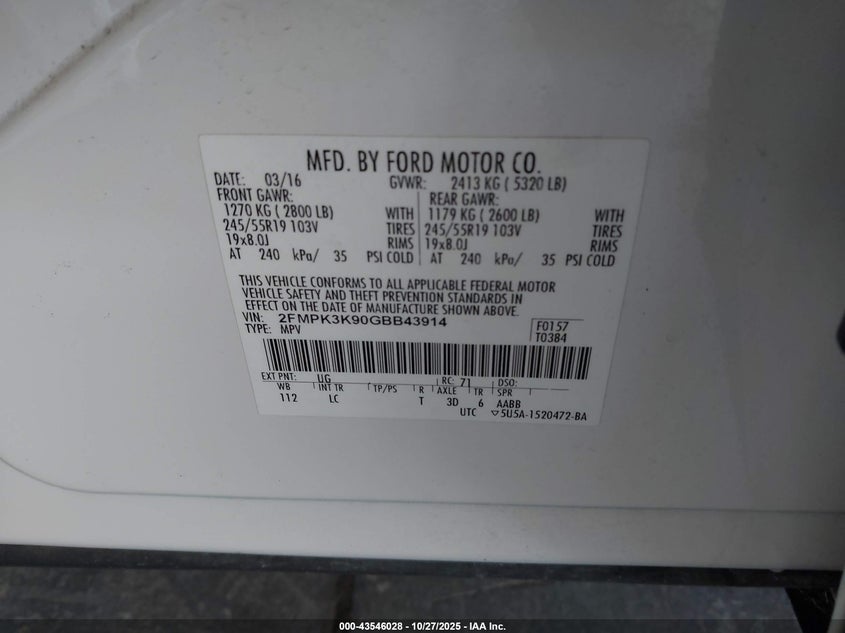 MFD. BY FORD MOTOR CO.
DATE: 03/16 GVWR: 2413 KG ( 5320 LB)
FRONT GAWR: REAR GAWR:
1270 KG ( 2800 LB) WITH 1179 KG ( 2600 LB) WITH
245/55R19 103V TIRES 245/55R19 103V TIRES
19x8.0J RIMS 19x8.0J RIMS
AT 240 kPa/ 35 PSI COLD AT 240 kPa/ 35 PSI COLD
THIS VEHICLE CONFORMS TO ALL APPLICABLE FEDERAL MOTOR
VEHICLE SAFETY AND THEFT PREVENTION STANDARDS IN
EFFECT ON THE DATE OF MANUFACTURE SHOWN ABOVE.
VIN: 2FMPK3K90GBB43914 F0157
TYPE: MPV T0384
EXT PNT: UG RC: 71 DSO:
WB INT TR TP/PS R AXLE TR SPR
112 LC T 3D 6 AABB
UTC ▽5U5A-1520472-BA
000-43546028 - 10/27/2025 - IAA Inc.